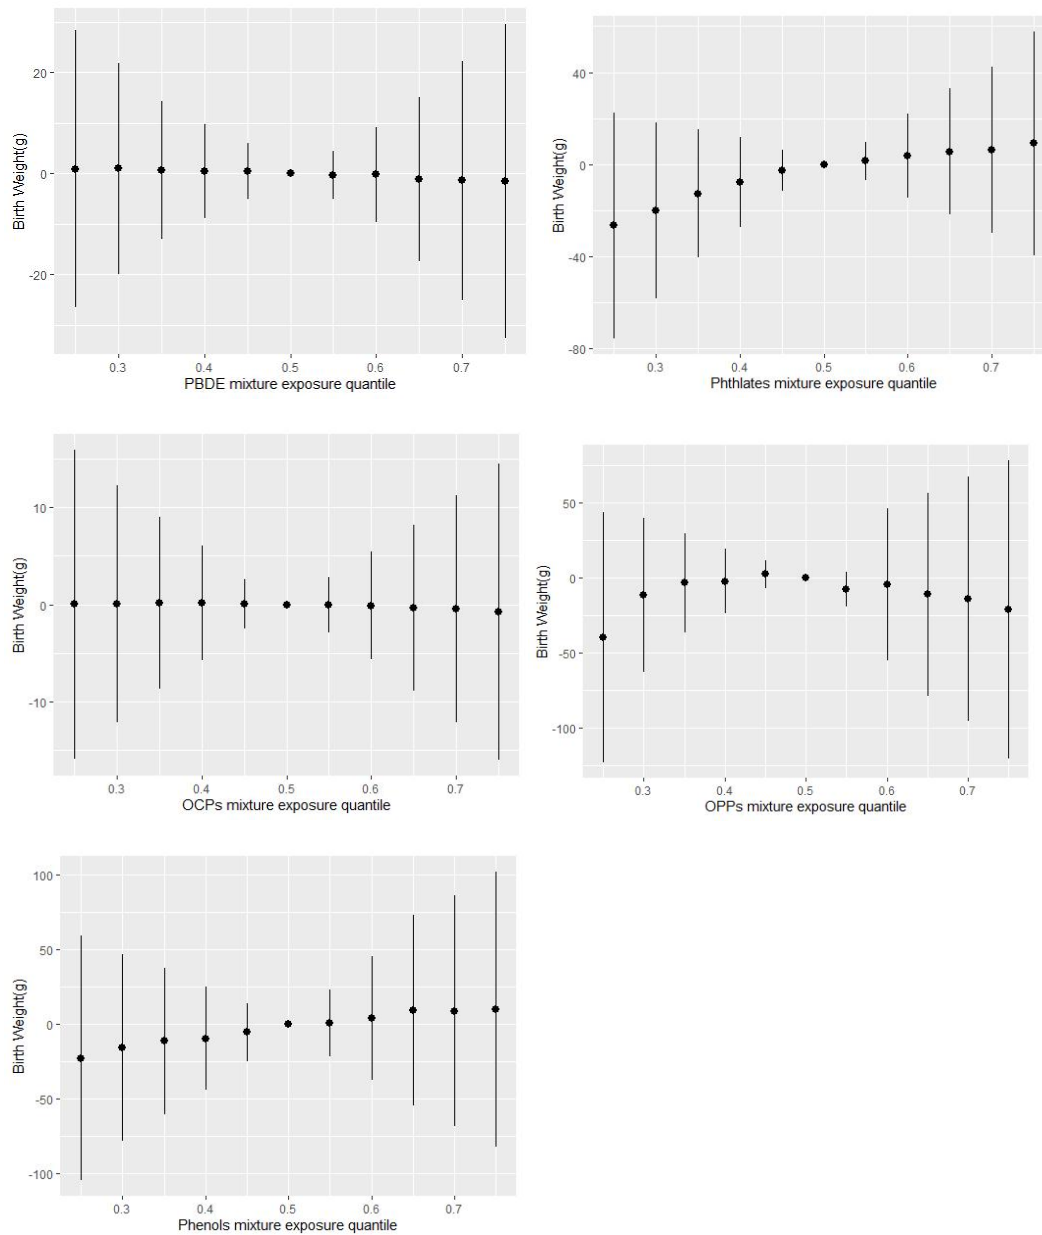 Birth Weight(g)
20
0
-20
0.3 0.4 0.5 0.6 0.7
PBDE mixture exposure quantile
Birth Weight(g)
40
0
-40
-80
0.3 0.4 0.5 0.6 0.7
Phthlates mixture exposure quantile
Birth Weight(g)
10
0
-10
0.3 0.4 0.5 0.6 0.7
OCPs mixture exposure quantile
Birth Weight(g)
50
0
-50
-100
0.3 0.4 0.5 0.6 0.7
OPPs mixture exposure quantile
Birth Weight(g)
100
50
0
-50
-100
0.3 0.4 0.5 0.6 0.7
Phenols mixture exposure quantile